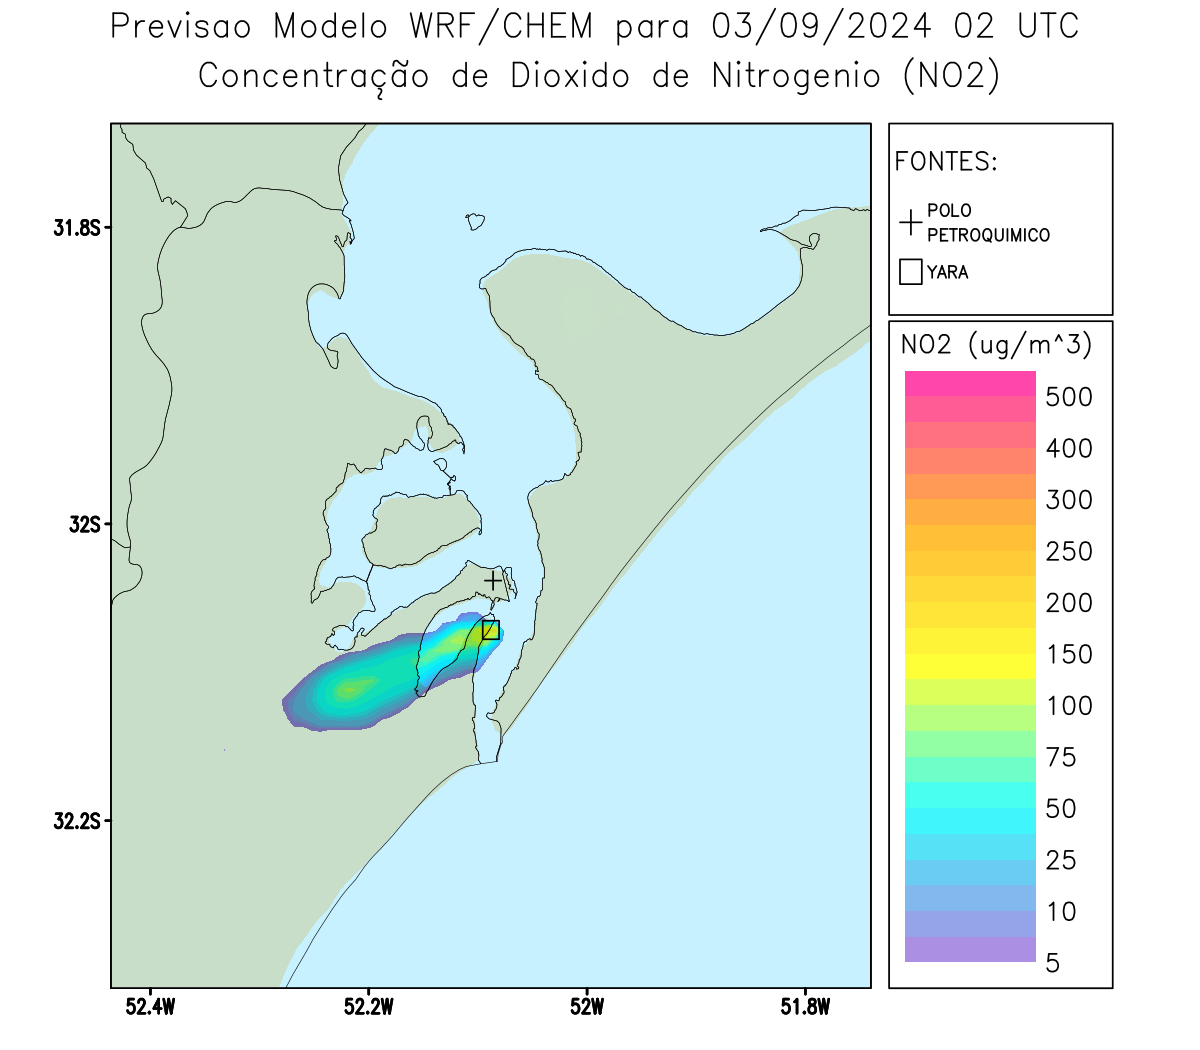 Previsao Modelo WRF/CHEM para 03/09/2024 02 UTC
Concentração de Dioxido de Nitrogenio (NO2)
FONTES:
POLO
PETROQUIMICO
YARA
31.8S
32S
32.2S
52.4W
52.2W
52W
51.8W
NO2 (ug/m^3)
500
400
300
250
200
150
100
75
50
25
10
5